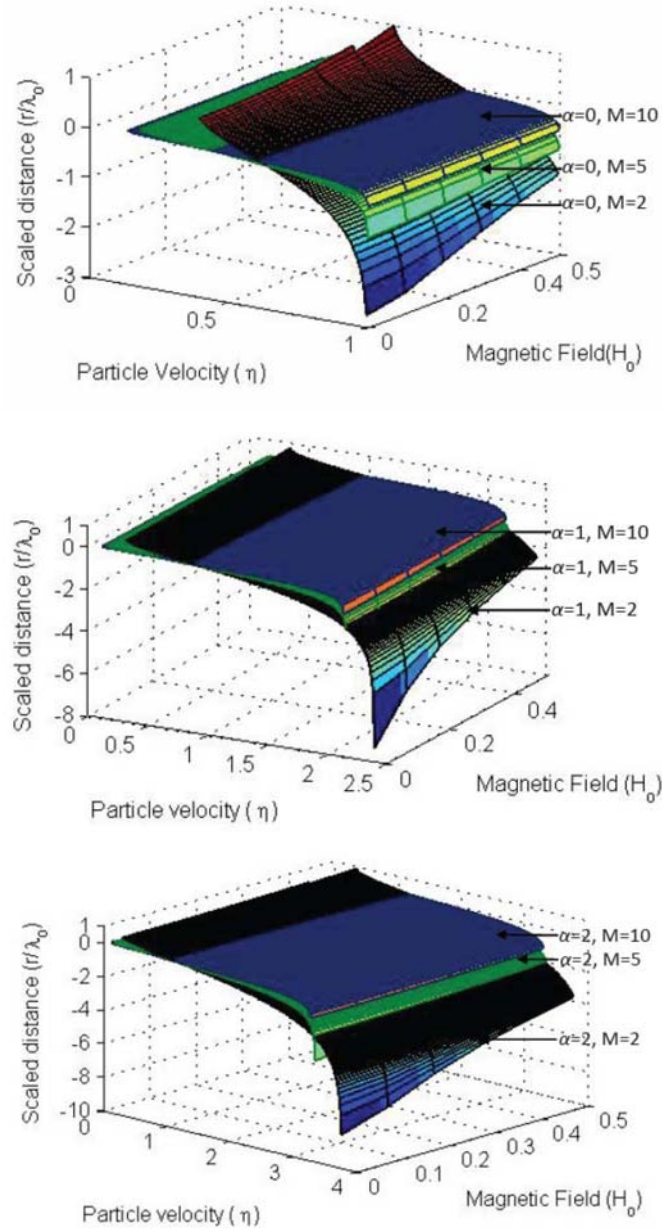 Scaled distance (r/λ₀)
1
0
-1
-2
-3
0
0.5
1
Particle Velocity ( η)
0
0.2
0.4
0.5
Magnetic Field(H₀)
α=0, M=10
α=0, M=5
α=0, M=2
Scaled distance (r/λ₀)
1
0
-2
-4
-6
-8
0
0.5
1
1.5
2
2.5
Particle velocity ( η)
0
0.2
0.4
Magnetic Field (H₀)
α=1, M=10
α=1, M=5
α=1, M=2
Scaled distance (r/λ₀)
1
0
-2
-4
-6
-8
-10
0
1
2
3
4
Particle velocity ( η)
0
0.1
0.2
0.3
0.4
0.5
Magnetic Field (H₀)
α=2, M=10
α=2, M=5
α=2, M=2